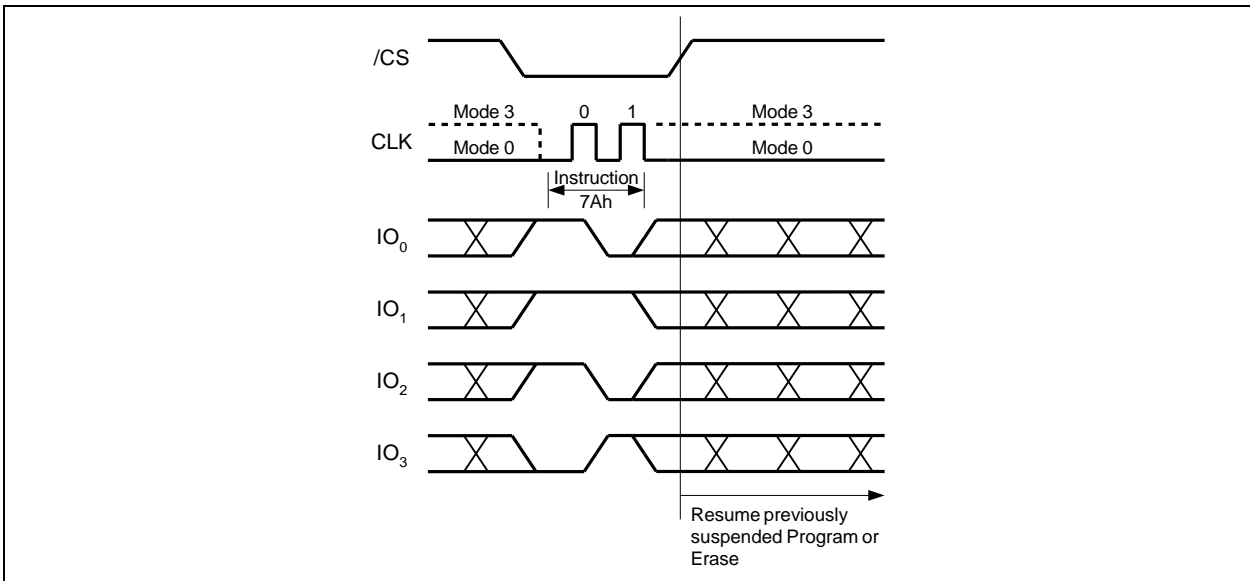 /CS
Mode 3 0 1 Mode 3
CLK
Mode 0 Mode 0
Instruction
7Ah
IO0
IO1
IO2
IO3
Resume previously
suspended Program or
Erase